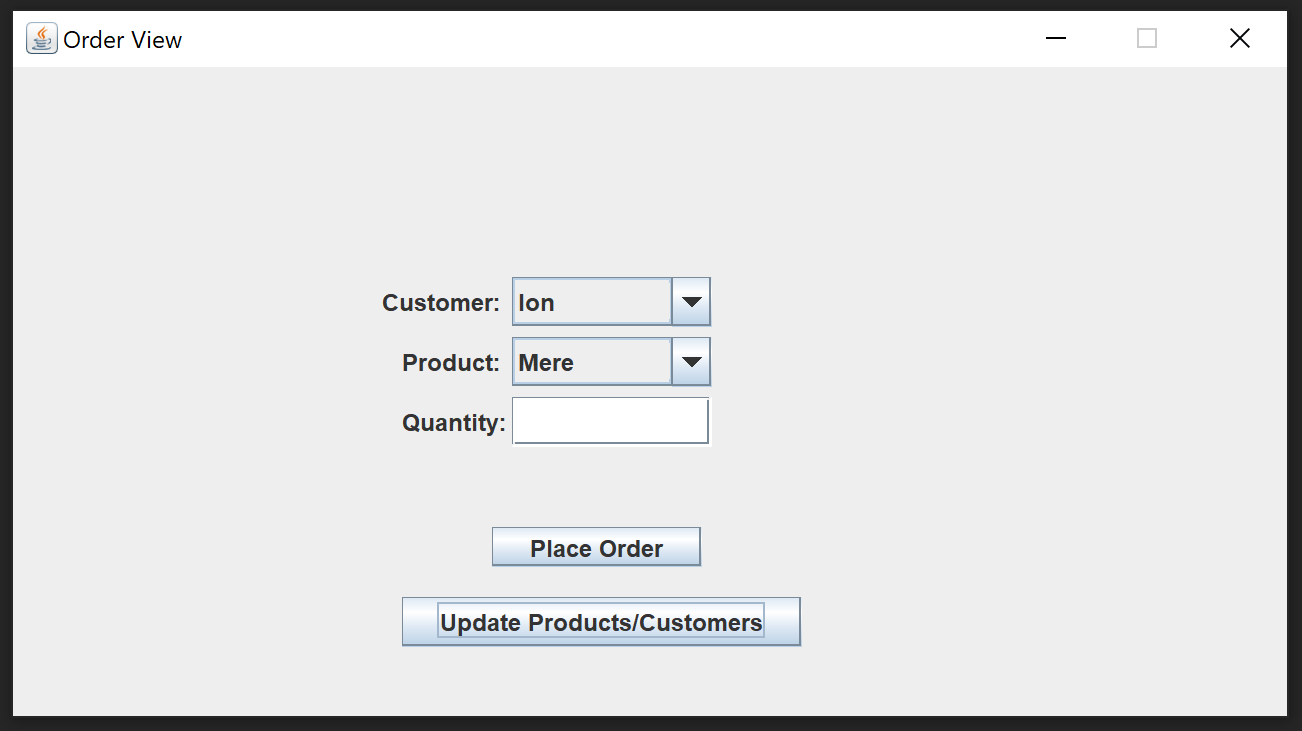 Order View
Customer: Ion
Product: Mere
Quantity:
Place Order
Update Products/Customers